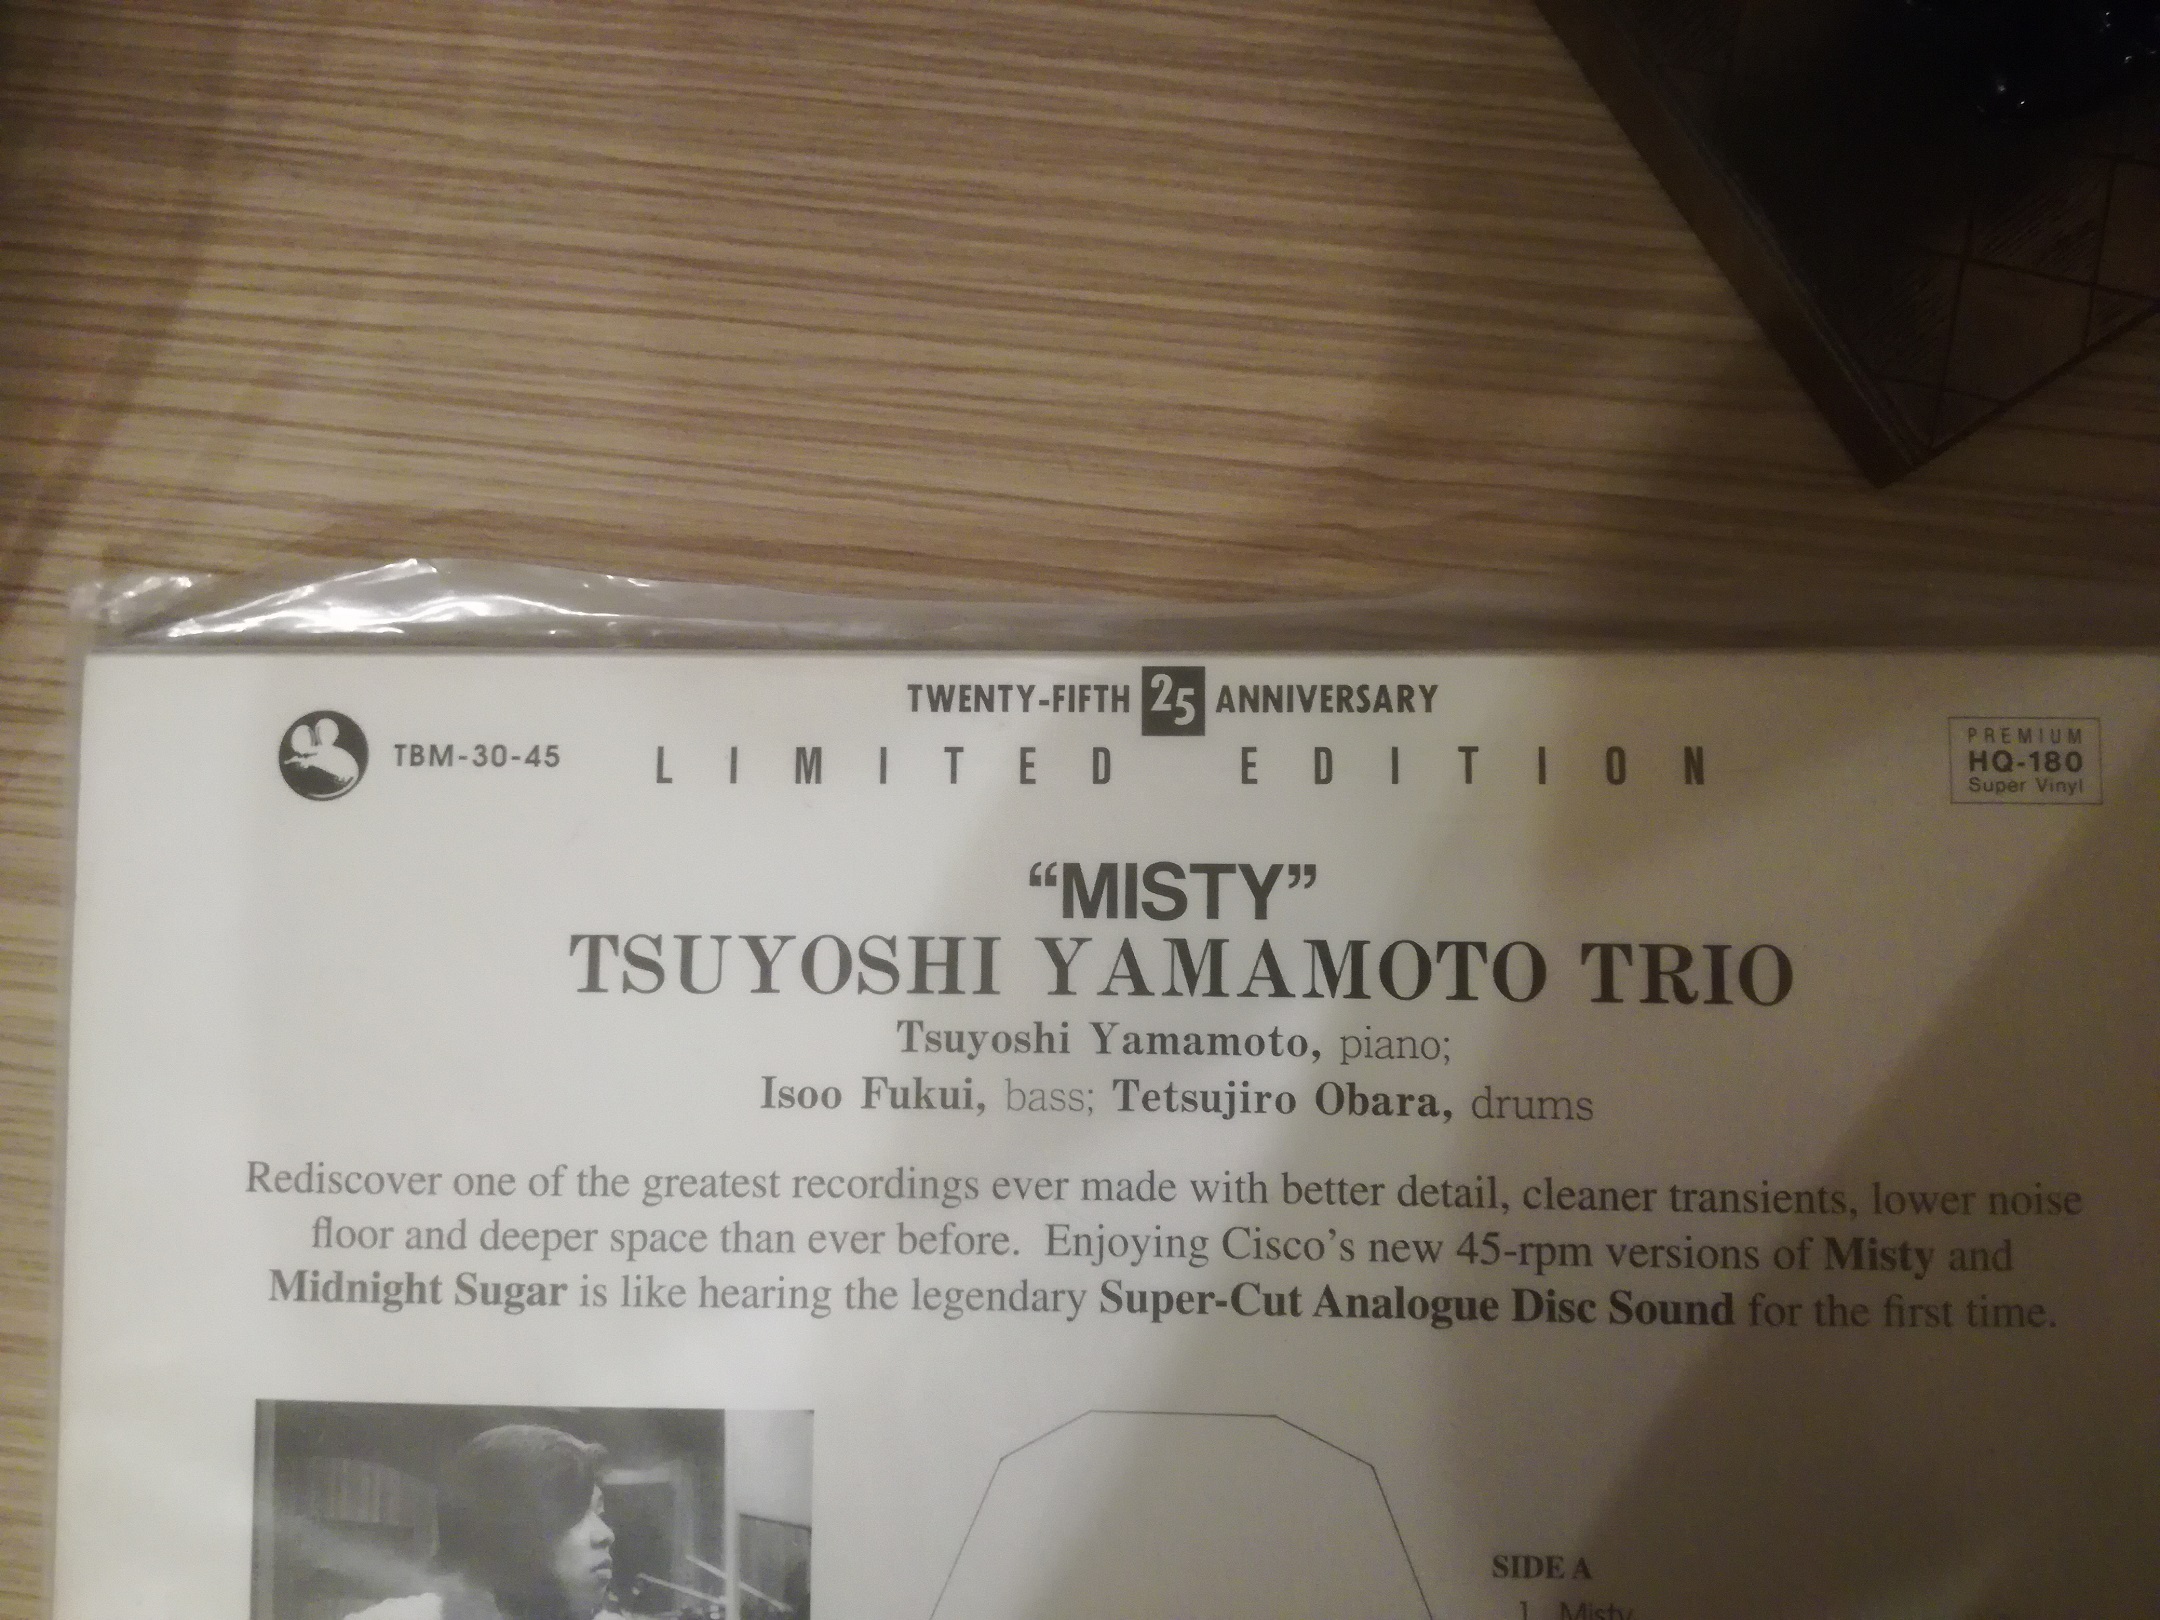 TWENTY-FIFTH 25 ANNIVERSARY
TBM-30-45
LIMITED EDITION
PREMIUM
HQ-180
Super Vinyl
“MISTY”
TSUYOSHI YAMAMOTO TRIO
Tsuyoshi Yamamoto, piano;
Isoo Fukui, bass; Tetsujiro Obara, drums
Rediscover one of the greatest recordings ever made with better detail, cleaner transients, lower noise
floor and deeper space than ever before. Enjoying Cisco’s new 45-rpm versions of Misty and
Midnight Sugar is like hearing the legendary Super-Cut Analogue Disc Sound for the first time.
SIDE A
1. Misty